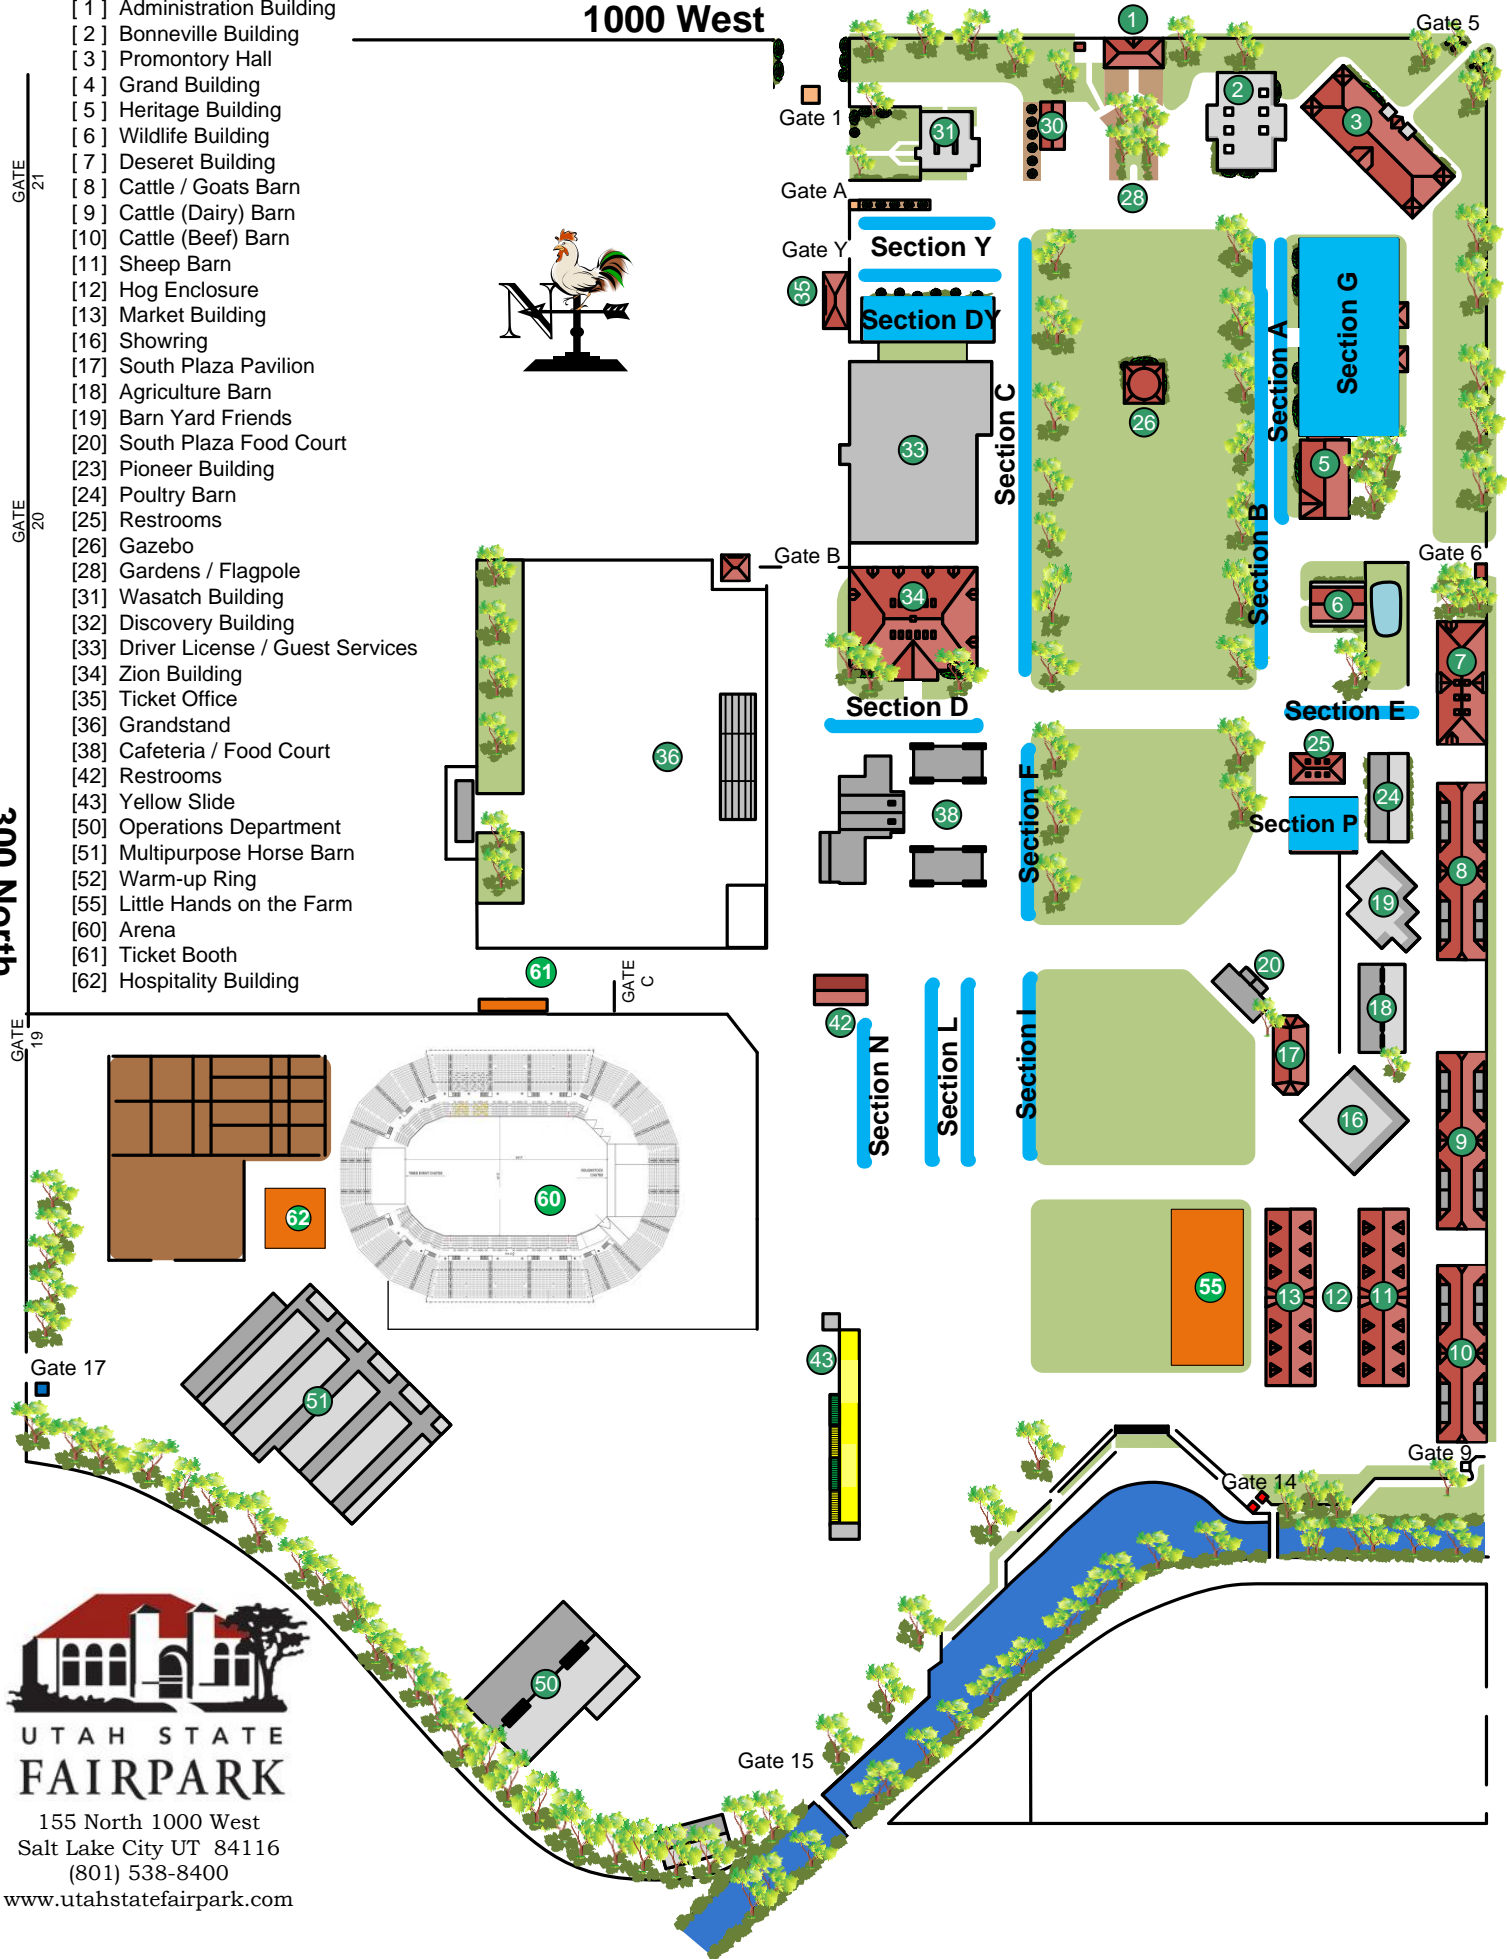 [ 1 ] Administration Building
[ 2 ] Bonneville Building
[ 3 ] Promontory Hall
[ 4 ] Grand Building
[ 5 ] Heritage Building
[ 6 ] Wildlife Building
[ 7 ] Deseret Building
[ 8 ] Cattle / Goats Barn
[ 9 ] Cattle (Dairy) Barn
[10] Cattle (Beef) Barn
[11] Sheep Barn
[12] Hog Enclosure
[13] Market Building
[16] Showring
[17] South Plaza Pavilion
[18] Agriculture Barn
[19] Barn Yard Friends
[20] South Plaza Food Court
[23] Pioneer Building
[24] Poultry Barn
[25] Restrooms
[26] Gazebo
[28] Gardens / Flagpole
[31] Wasatch Building
[32] Discovery Building
[33] Driver License / Guest Services
[34] Zion Building
[35] Ticket Office
[36] Grandstand
[38] Cafeteria / Food Court
[42] Restrooms
[43] Yellow Slide
[50] Operations Department
[51] Multipurpose Horse Barn
[52] Warm-up Ring
[55] Little Hands on the Farm
[60] Arena
[61] Ticket Booth
[62] Hospitality Building
1000 West
300 North
GATE 21
GATE 20
GATE 19
N
1
Gate 5
2
3
Gate 1
31
30
28
Gate A
Gate Y
Section Y
35
Section DY
Section C
33
26
Section A
Section G
5
Section B
Gate B
34
Gate 6
6
7
Section D
Section E
36
25
38
Section F
24
Section P
8
19
61
GATE C
20
42
18
17
Section N
Section L
Section I
16
9
60
62
55
13
12
11
10
43
Gate 17
51
Gate 9
Gate 14
50
Gate 15
UTAH STATE
FAIRPARK
155 North 1000 West
Salt Lake City UT 84116
(801) 538-8400
www.utahstatefairpark.com